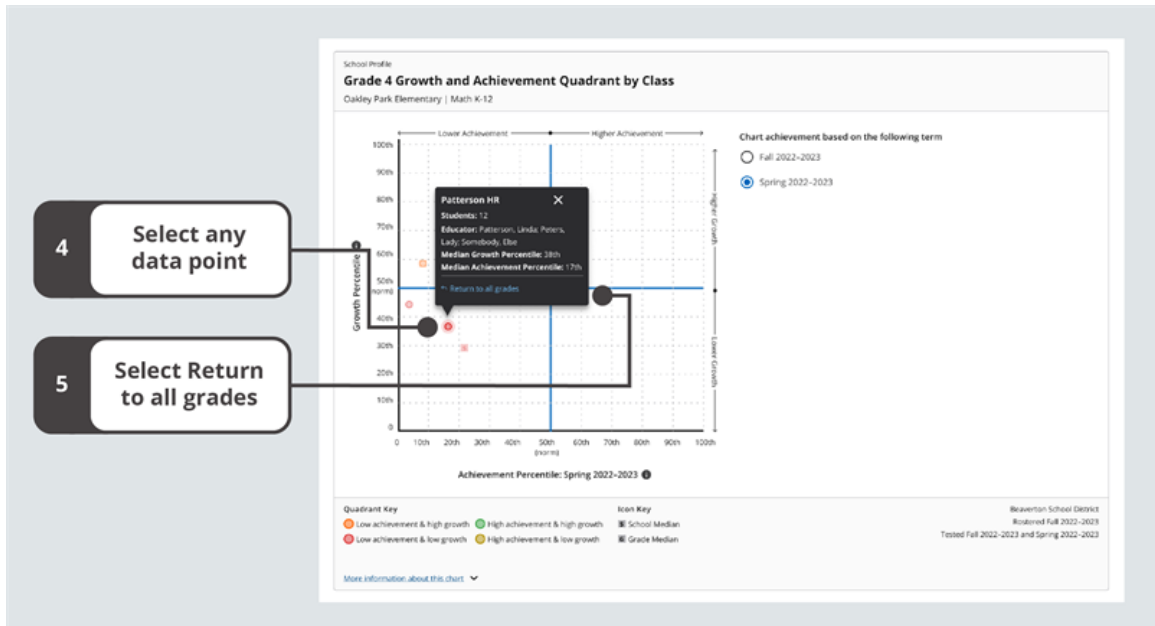 School Profile
Grade 4 Growth and Achievement Quadrant by Class
Oakley Park Elementary | Math K-12
Lower Achievement
Higher Achievement
Chart achievement based on the following term
Fall 2022–2023
Spring 2022–2023
100th
90th
80th
70th
60th
50th
(norm)
40th
30th
20th
10th
0
Growth Percentile
Higher Growth
Lower Growth
Patterson HR
Students: 12
Educator: Patterson, Linda; Peters,
Lady; Somebody, Else
Median Growth Percentile: 38th
Median Achievement Percentile: 17th
Return to all grades
4
Select any
data point
5
Select Return
to all grades
0 10th 20th 30th 40th 50th 60th 70th 80th 90th 100th
(norm)
Achievement Percentile: Spring 2022–2023
Quadrant Key
Low achievement & high growth
High achievement & high growth
Low achievement & low growth
High achievement & low growth
Icon Key
School Median
Grade Median
Beaverton School District
Rostered Fall 2022–2023
Tested Fall 2022–2023 and Spring 2022–2023
More information about this chart